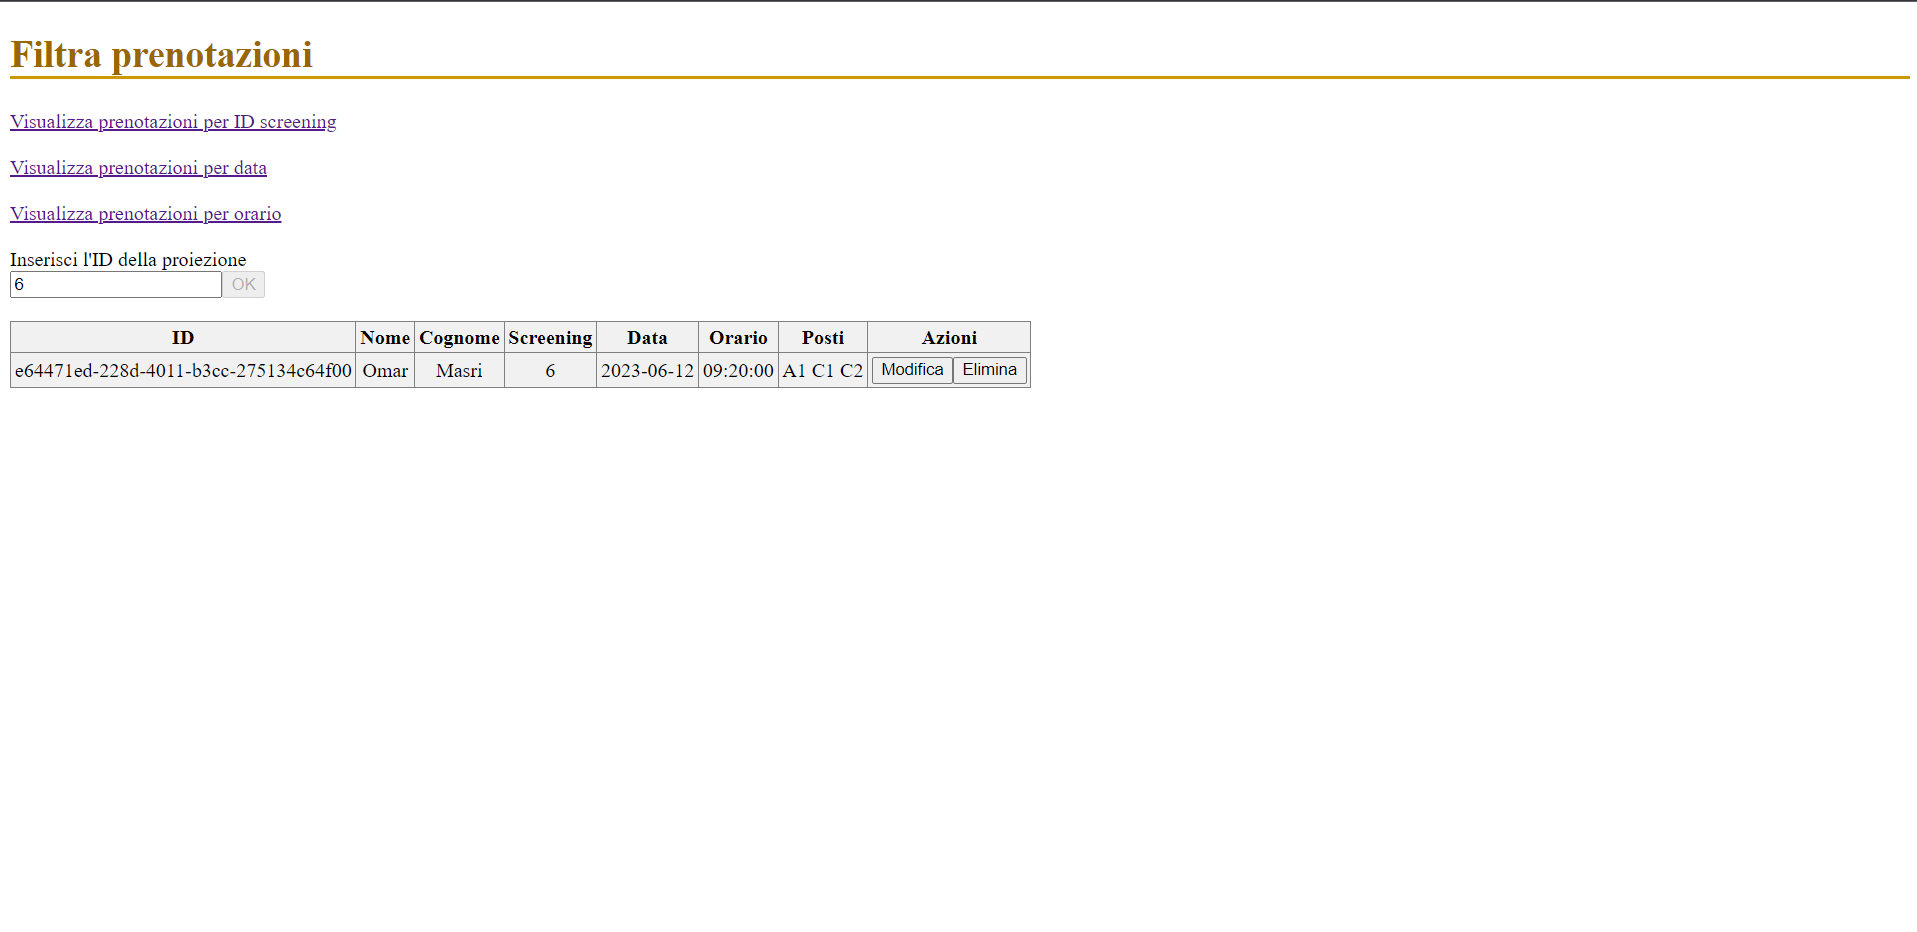 Filtra prenotazioni
Visualizza prenotazioni per ID screening
Visualizza prenotazioni per data
Visualizza prenotazioni per orario
Inserisci l'ID della proiezione
6 OK
ID Nome Cognome Screening Data Orario Posti Azioni
e64471ed-228d-4011-b3cc-275134c64f00 Omar Masri 6 2023-06-12 09:20:00 A1 C1 C2 Modifica Elimina